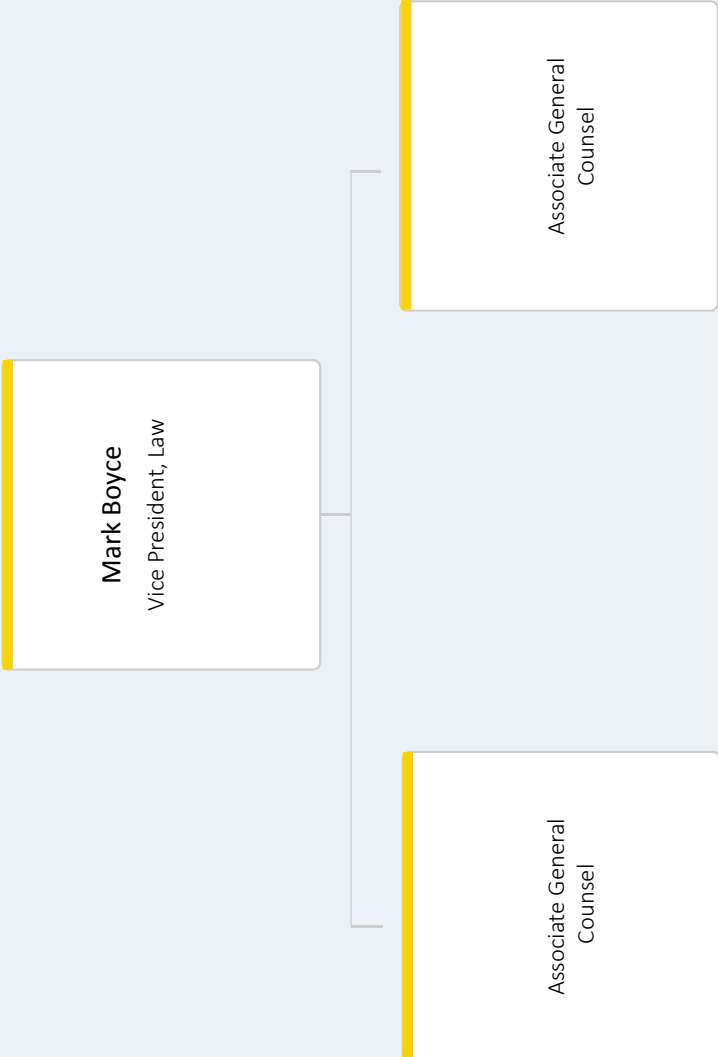 Mark Boyce
Vice President, Law
Associate General
Counsel
Associate General
Counsel